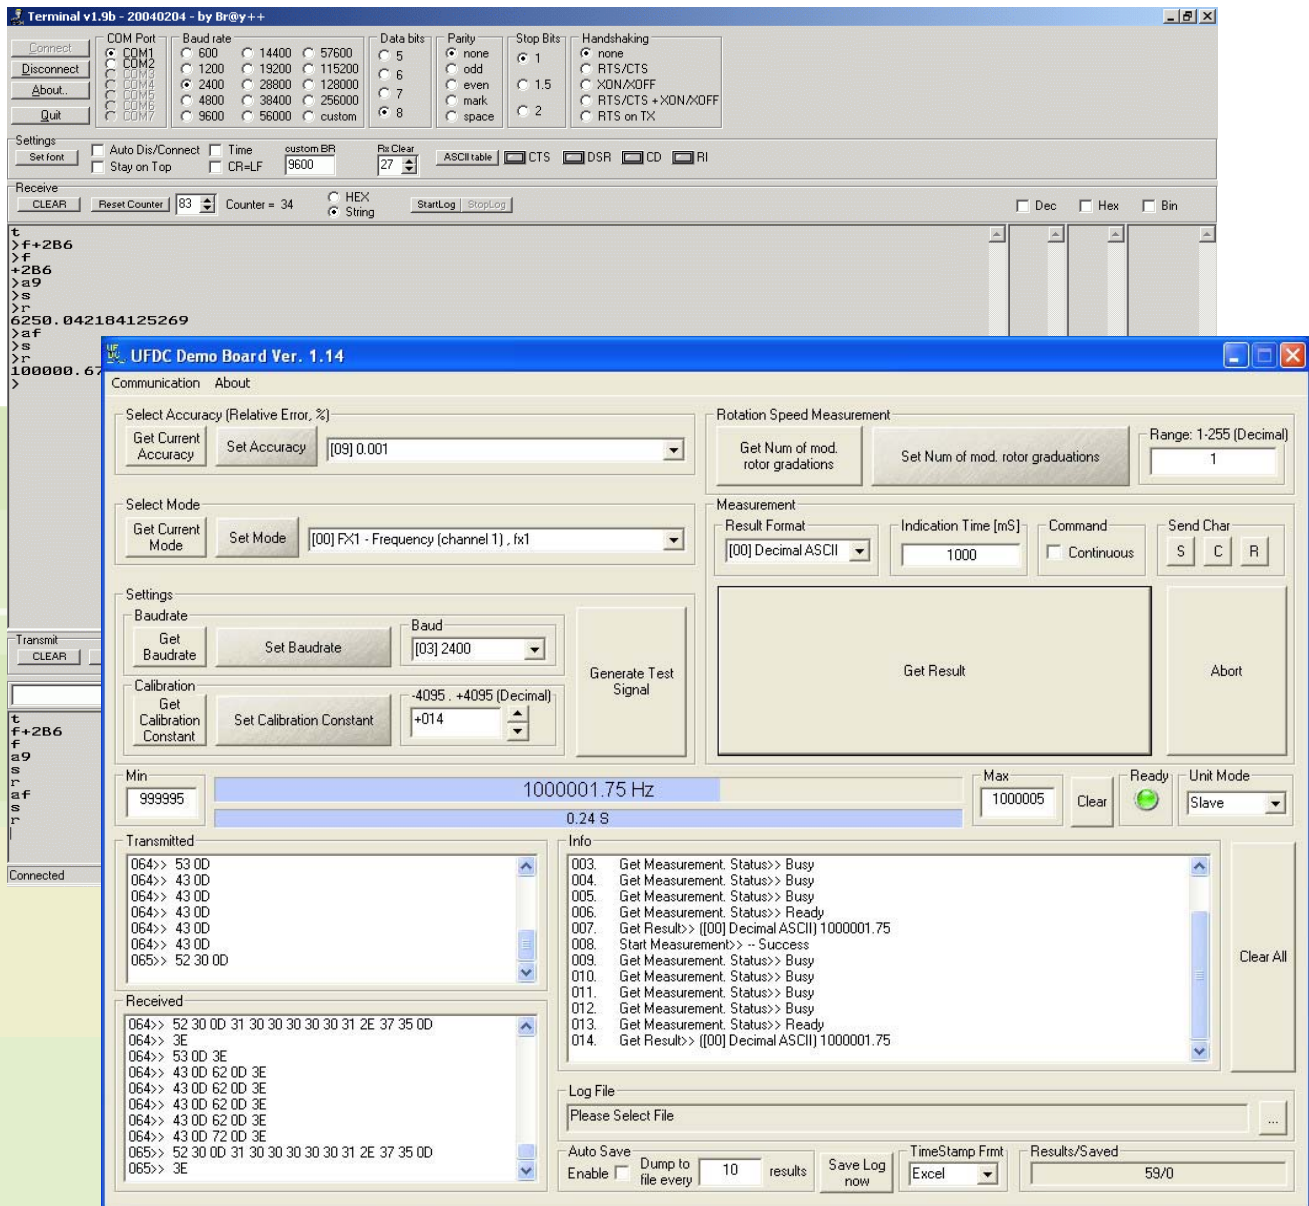 Terminal v1.9b - 20040204 - by Br@y++
Connect
Disconnect
About..
Quit
COM Port
COM1
COM2
COM3
COM4
COM5
COM6
COM7
Baud rate
600 14400 57600
1200 19200 115200
2400 28800 128000
4800 38400 256000
9600 56000 custom
Data bits
5
6
7
8
Parity
none
odd
even
mark
space
Stop Bits
1
1.5
2
Handshaking
none
RTS/CTS
XON/XOFF
RTS/CTS + XON/XOFF
RTS on TX
Settings
Set font
Auto Dis/Connect Time
Stay on Top CR=LF
custom BR
9600
Rx Clear
27
ASCII table CTS DSR CD RI
Receive
CLEAR Reset Counter 83 Counter = 34
HEX
String
StartLog StopLog
Dec Hex Bin
t
>f+2B6
>f
+2B6
>a9
>s
>r
6250.042184125269
>af
>s
>r
100000.67
>
Transmit
CLEAR
t
f+2B6
f
a9
s
r
af
s
r
Connected
UFDC Demo Board Ver. 1.14
Communication About
Select Accuracy (Relative Error, %)
Get Current Accuracy
Set Accuracy
[09] 0.001
Rotation Speed Measurement
Get Num of mod. rotor gradations
Set Num of mod. rotor graduations
Range: 1-255 (Decimal)
1
Select Mode
Get Current Mode
Set Mode
[00] FX1 - Frequency (channel 1) , fx1
Measurement
Result Format
[00] Decimal ASCII
Indication Time [mS]
1000
Command
Continuous
Send Char
S C R
Settings
Baudrate
Get Baudrate
Set Baudrate
Baud
[03] 2400
Calibration
Get Calibration Constant
Set Calibration Constant
-4095 . +4095 (Decimal)
+014
Generate Test Signal
Get Result
Abort
Min
999995
1000001.75 Hz
0.24 S
Max
1000005
Clear
Ready
Unit Mode
Slave
Transmitted
064>> 53 0D
064>> 43 0D
064>> 43 0D
064>> 43 0D
064>> 43 0D
064>> 43 0D
065>> 52 30 0D
Info
003. Get Measurement. Status>> Busy
004. Get Measurement. Status>> Busy
005. Get Measurement. Status>> Busy
006. Get Measurement. Status>> Ready
007. Get Result>> ([00] Decimal ASCII) 1000001.75
008. Start Measurement>> -- Success
009. Get Measurement. Status>> Busy
010. Get Measurement. Status>> Busy
011. Get Measurement. Status>> Busy
012. Get Measurement. Status>> Busy
013. Get Measurement. Status>> Ready
014. Get Result>> ([00] Decimal ASCII) 1000001.75
Clear All
Received
064>> 52 30 0D 31 30 30 30 30 30 31 2E 37 35 0D
064>> 3E
064>> 53 0D 3E
064>> 43 0D 62 0D 3E
064>> 43 0D 62 0D 3E
064>> 43 0D 62 0D 3E
064>> 43 0D 62 0D 3E
064>> 43 0D 72 0D 3E
065>> 52 30 0D 31 30 30 30 30 30 31 2E 37 35 0D
065>> 3E
Log File
Please Select File
...
Auto Save
Enable
Dump to file every
10
results
Save Log now
TimeStamp Frmt
Excel
Results/Saved
59/0